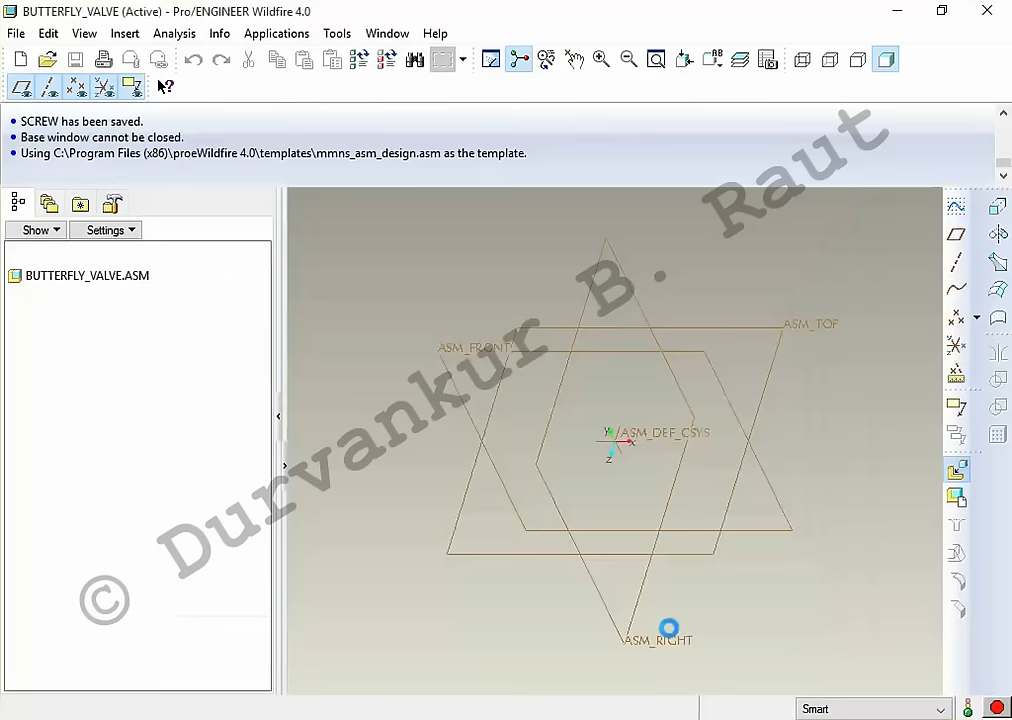 BUTTERFLY_VALVE (Active) - Pro/ENGINEER Wildfire 4.0
File Edit View Insert Analysis Info Applications Tools Window Help
• SCREW has been saved.
• Base window cannot be closed.
• Using C:\Program Files (x86)\proeWildfire 4.0\templates\mmns_asm_design.asm as the template.
Show Settings
BUTTERFLY_VALVE.ASM
ASM_TOP
ASM_FRONT
ASM_DEF_CSYS
Y
X
Z
ASM_RIGHT
© Durvankur B. Raut
Smart